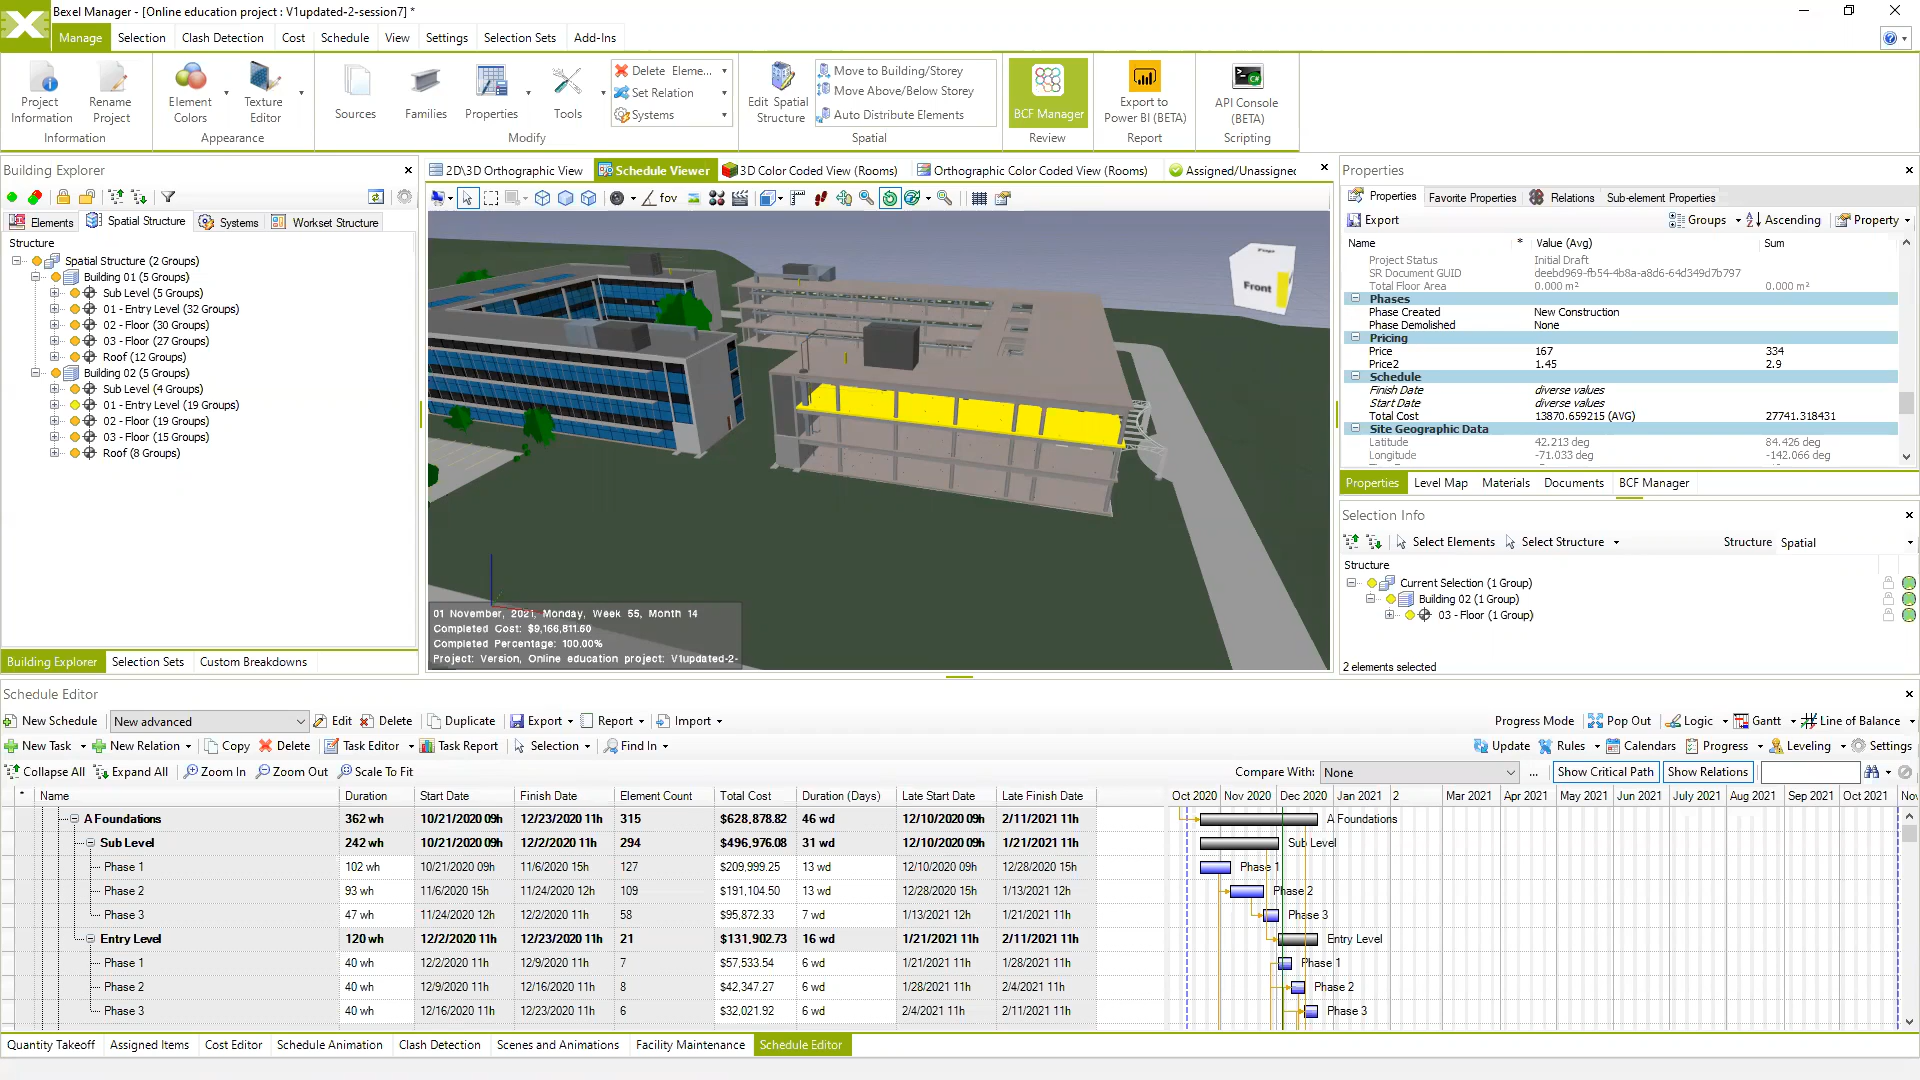 Bexel Manager - [Online education project : V1updated-2-session7] *
Manage Selection Clash Detection Cost Schedule View Settings Selection Sets Add-Ins
Project Information
Rename Project
Information
Element Colors
Texture Editor
Appearance
Sources
Families
Properties
Tools
Delete Eleme...
Set Relation
Systems
Modify
Edit Spatial Structure
Move to Building/Storey
Move Above/Below Storey
Auto Distribute Elements
Spatial
BCF Manager
Review
Export to Power BI (BETA)
Report
API Console (BETA)
Scripting
Building Explorer
Elements Spatial Structure Systems Workset Structure
Structure
Spatial Structure (2 Groups)
Building 01 (5 Groups)
Sub Level (5 Groups)
01 - Entry Level (32 Groups)
02 - Floor (30 Groups)
03 - Floor (27 Groups)
Roof (12 Groups)
Building 02 (5 Groups)
Sub Level (4 Groups)
01 - Entry Level (19 Groups)
02 - Floor (19 Groups)
03 - Floor (15 Groups)
Roof (8 Groups)
Building Explorer Selection Sets Custom Breakdowns
2D\3D Orthographic View Schedule Viewer 3D Color Coded View (Rooms) Orthographic Color Coded View (Rooms) Assigned/Unassigned
fov
Front
01 November, 2021, Monday, Week 55, Month 14
Completed Cost: $9,166,811.60
Completed Percentage: 100.00%
Project: Version, Online education project: V1updated-2-
Properties
Properties Favorite Properties Relations Sub-element Properties
Export Groups Ascending Property
Name * Value (Avg) Sum
Project Status Initial Draft
SR Document GUID deebd969-fb54-4b8a-a8d6-64d349d7b797
Total Floor Area 0.000 m² 0.000 m²
Phases
Phase Created New Construction
Phase Demolished None
Pricing
Price 167 334
Price2 1.45 2.9
Schedule
Finish Date diverse values
Start Date diverse values
Total Cost 13870.659215 (AVG) 27741.318431
Site Geographic Data
Latitude 42.213 deg 84.426 deg
Longitude -71.033 deg -142.066 deg
Properties Level Map Materials Documents BCF Manager
Selection Info
Select Elements Select Structure Structure Spatial
Structure
Current Selection (1 Group)
Building 02 (1 Group)
03 - Floor (1 Group)
2 elements selected
Schedule Editor
New Schedule New advanced Edit Delete Duplicate Export Report Import Progress Mode Pop Out Logic Gantt Line of Balance
New Task New Relation Copy Delete Task Editor Task Report Selection Find In Update Rules Calendars Progress Leveling Settings
Collapse All Expand All Zoom In Zoom Out Scale To Fit Compare With: None ... Show Critical Path Show Relations
* Name Duration Start Date Finish Date Element Count Total Cost Duration (Days) Late Start Date Late Finish Date Oct 2020 Nov 2020 Dec 2020 Jan 2021 2 Mar 2021 Apr 2021 May 2021 Jun 2021 July 2021 Aug 2021 Sep 2021 Oct 2021 Nov
A Foundations 362 wh 10/21/2020 09h 12/23/2020 11h 315 $628,878.82 46 wd 12/10/2020 09h 2/11/2021 11h A Foundations
Sub Level 242 wh 10/21/2020 09h 12/2/2020 11h 294 $496,976.08 31 wd 12/10/2020 09h 1/21/2021 11h Sub Level
Phase 1 102 wh 10/21/2020 09h 11/6/2020 15h 127 $209,999.25 13 wd 12/10/2020 09h 12/28/2020 15h Phase 1
Phase 2 93 wh 11/6/2020 15h 11/24/2020 12h 109 $191,104.50 13 wd 12/28/2020 15h 1/13/2021 12h Phase 2
Phase 3 47 wh 11/24/2020 12h 12/2/2020 11h 58 $95,872.33 7 wd 1/13/2021 12h 1/21/2021 11h Phase 3
Entry Level 120 wh 12/2/2020 11h 12/23/2020 11h 21 $131,902.73 16 wd 1/21/2021 11h 2/11/2021 11h Entry Level
Phase 1 40 wh 12/2/2020 11h 12/9/2020 11h 7 $57,533.54 6 wd 1/21/2021 11h 1/28/2021 11h Phase 1
Phase 2 40 wh 12/9/2020 11h 12/16/2020 11h 8 $42,347.27 6 wd 1/28/2021 11h 2/4/2021 11h Phase 2
Phase 3 40 wh 12/16/2020 11h 12/23/2020 11h 6 $32,021.92 6 wd 2/4/2021 11h 2/11/2021 11h Phase 3
Quantity Takeoff Assigned Items Cost Editor Schedule Animation Clash Detection Scenes and Animations Facility Maintenance Schedule Editor